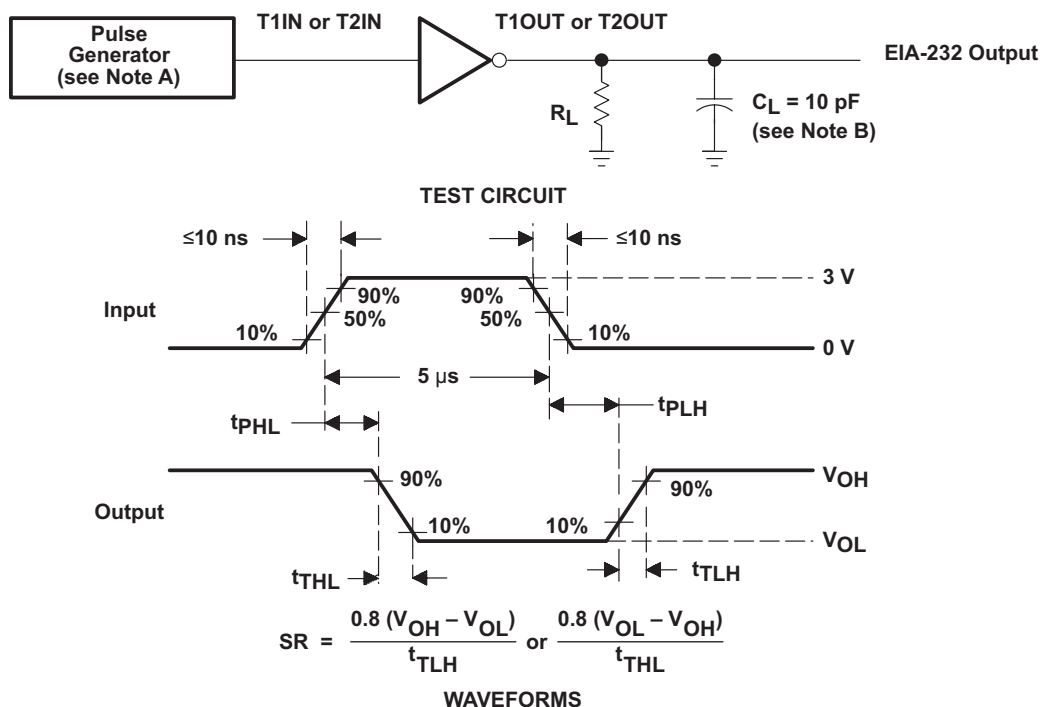 T1IN or T2IN
T1OUT or T2OUT
Pulse
Generator
(see Note A)
EIA-232 Output
RL
CL = 10 pF
(see Note B)
TEST CIRCUIT
≤10 ns
≤10 ns
3 V
Input
90%
90%
50%
50%
10%
10%
0 V
5 µs
tPHL
tPLH
VOH
90%
90%
Output
10%
10%
VOL
tTHL
tTLH
SR = 0.8 (VOH – VOL) / tTLH or 0.8 (VOL – VOH) / tTHL
WAVEFORMS